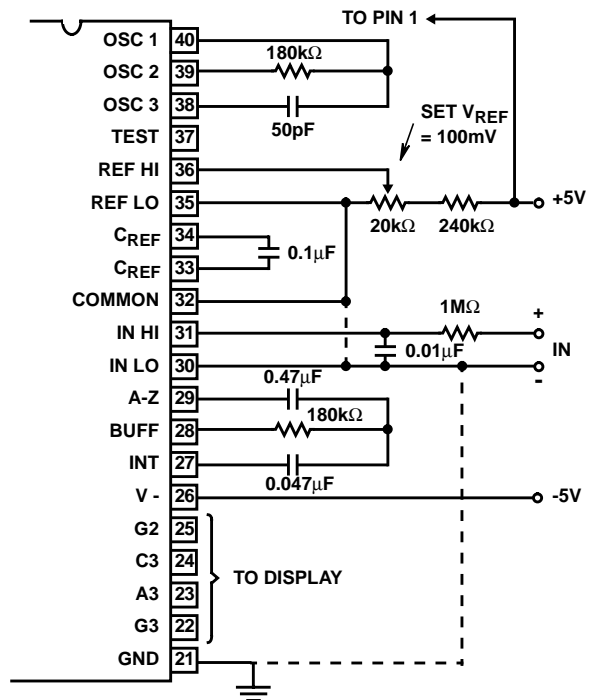 TO PIN 1
OSC 1 40
180kΩ
OSC 2 39
OSC 3 38
50pF
TEST 37
SET VREF
= 100mV
REF HI 36
REF LO 35
+5V
20kΩ 240kΩ
CREF 34
0.1µF
CREF 33
COMMON 32
1MΩ
+
IN HI 31
0.01µF
IN
IN LO 30
-
0.47µF
A-Z 29
180kΩ
BUFF 28
INT 27
0.047µF
V - 26
-5V
G2 25
C3 24
TO DISPLAY
A3 23
G3 22
GND 21